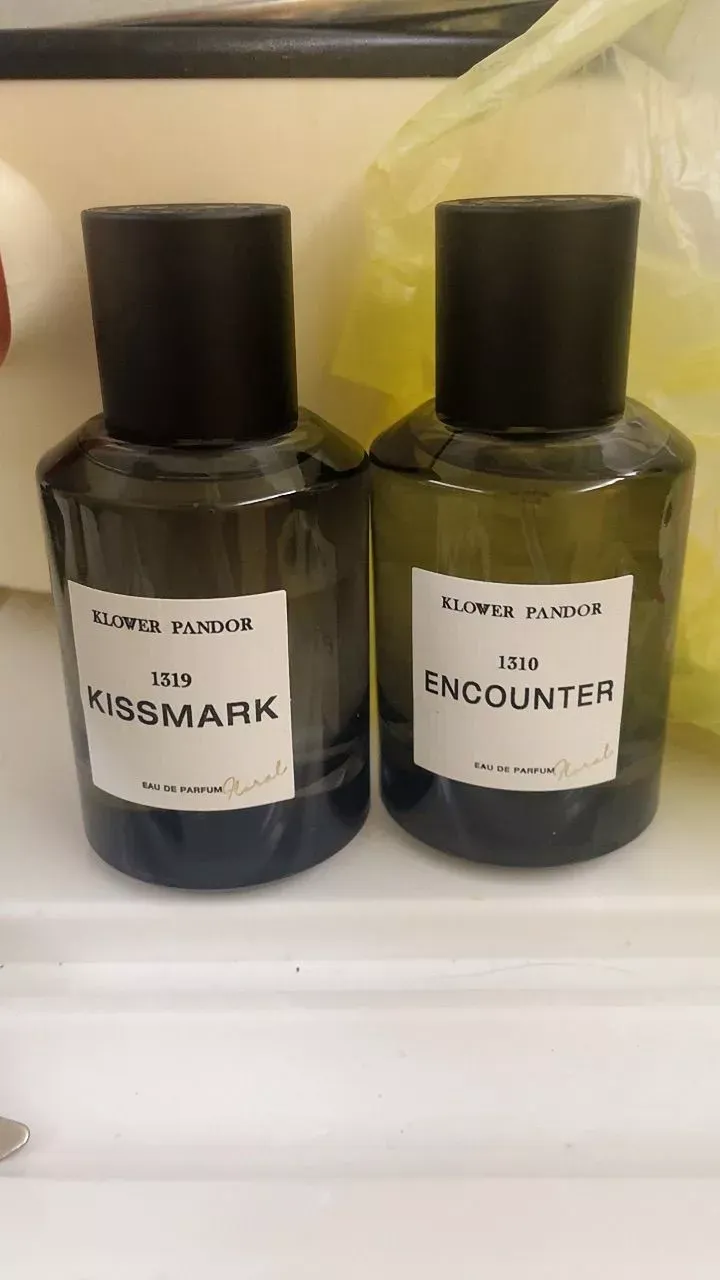 KLOWER PANDOR
1319
KISSMARK
EAU DE PARFUM Floral
KLOWER PANDOR
1310
ENCOUNTER
EAU DE PARFUM Floral